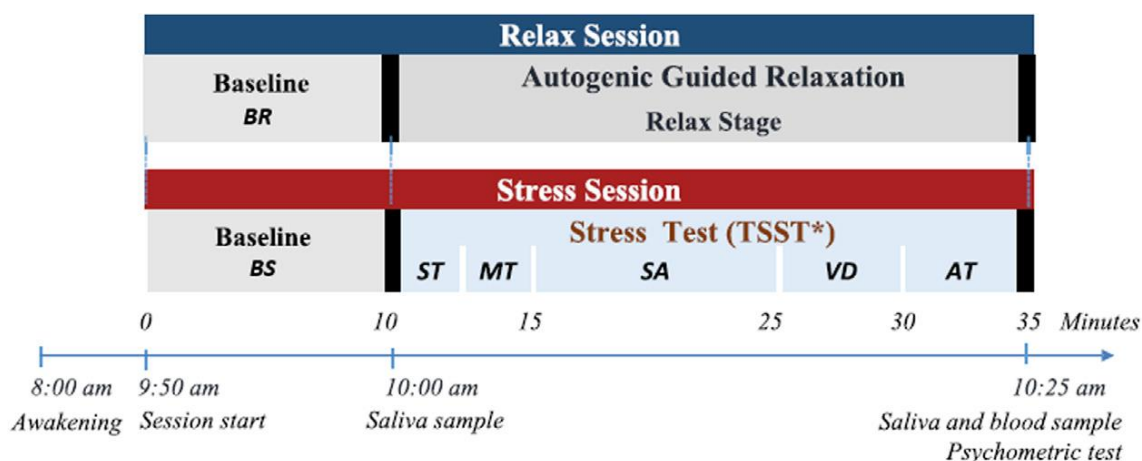 Relax Session
Baseline
BR
Autogenic Guided Relaxation
Relax Stage
Stress Session
Baseline
BS
Stress Test (TSST*)
ST MT SA VD AT
0 10 15 25 30 35 Minutes
8:00 am 9:50 am 10:00 am 10:25 am
Awakening Session start Saliva sample Saliva and blood sample
Psychometric test